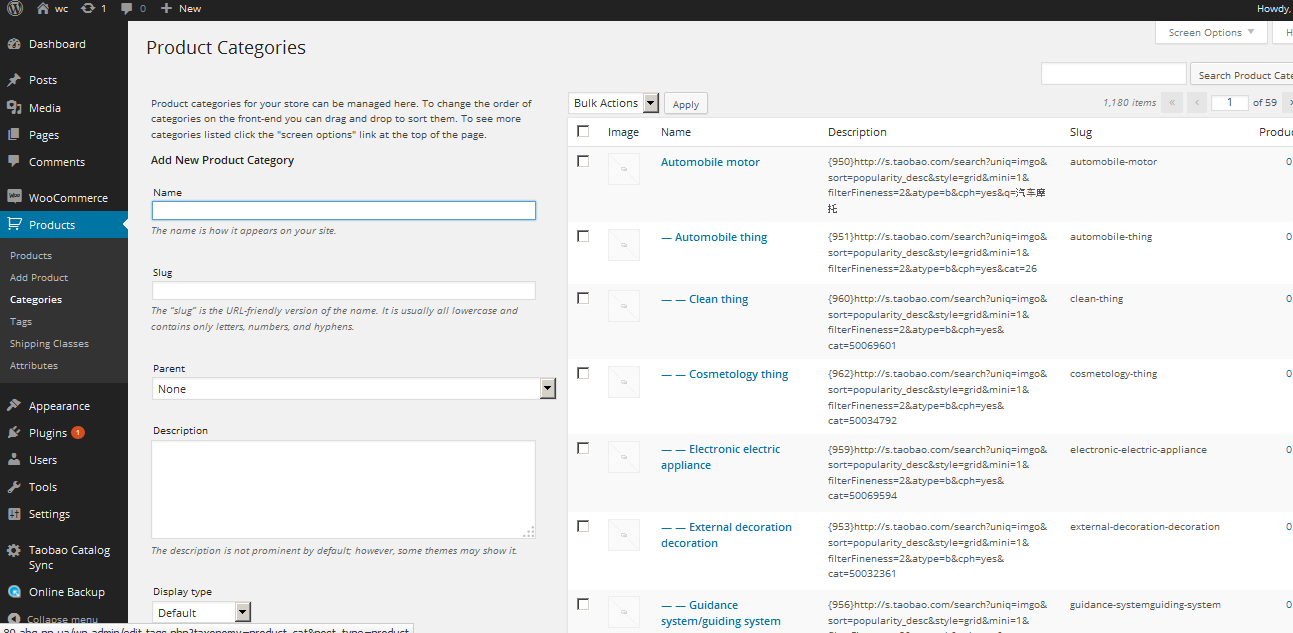 wc 1 0 New Howdy,
Dashboard
Posts
Media
Pages
Comments
WooCommerce
Products
Products
Add Product
Categories
Tags
Shipping Classes
Attributes
Appearance
Plugins 1
Users
Tools
Settings
Taobao Catalog
Sync
Online Backup
Collapse menu
Screen Options
Product Categories
Product categories for your store can be managed here. To change the order of
categories on the front-end you can drag and drop to sort them. To see more
categories listed click the "screen options" link at the top of the page.
Add New Product Category
Name
The name is how it appears on your site.
Slug
The “slug” is the URL-friendly version of the name. It is usually all lowercase and
contains only letters, numbers, and hyphens.
Parent
None
Description
The description is not prominent by default; however, some themes may show it.
Display type
Default
Search Product Cate
Bulk Actions Apply
1,180 items « ‹ 1 of 59 ›
Image Name Description Slug Produ
Automobile motor
{950}http://s.taobao.com/search?uniq=imgo&
sort=popularity_desc&style=grid&mini=1&
filterFineness=2&atype=b&cph=yes&q=汽车摩
托
automobile-motor
0
— Automobile thing
{951}http://s.taobao.com/search?uniq=imgo&
sort=popularity_desc&style=grid&mini=1&
filterFineness=2&atype=b&cph=yes&cat=26
automobile-thing
0
— — Clean thing
{960}http://s.taobao.com/search?uniq=imgo&
sort=popularity_desc&style=grid&mini=1&
filterFineness=2&atype=b&cph=yes&
cat=50069601
clean-thing
0
— — Cosmetology thing
{962}http://s.taobao.com/search?uniq=imgo&
sort=popularity_desc&style=grid&mini=1&
filterFineness=2&atype=b&cph=yes&
cat=50034792
cosmetology-thing
0
— — Electronic electric
appliance
{959}http://s.taobao.com/search?uniq=imgo&
sort=popularity_desc&style=grid&mini=1&
filterFineness=2&atype=b&cph=yes&
cat=50069594
electronic-electric-appliance
0
— — External decoration
decoration
{953}http://s.taobao.com/search?uniq=imgo&
sort=popularity_desc&style=grid&mini=1&
filterFineness=2&atype=b&cph=yes&
cat=50032361
external-decoration-decoration
0
— — Guidance
system/guiding system
{956}http://s.taobao.com/search?uniq=imgo&
sort=popularity_desc&style=grid&mini=1&
guidance-systemguiding-system
0